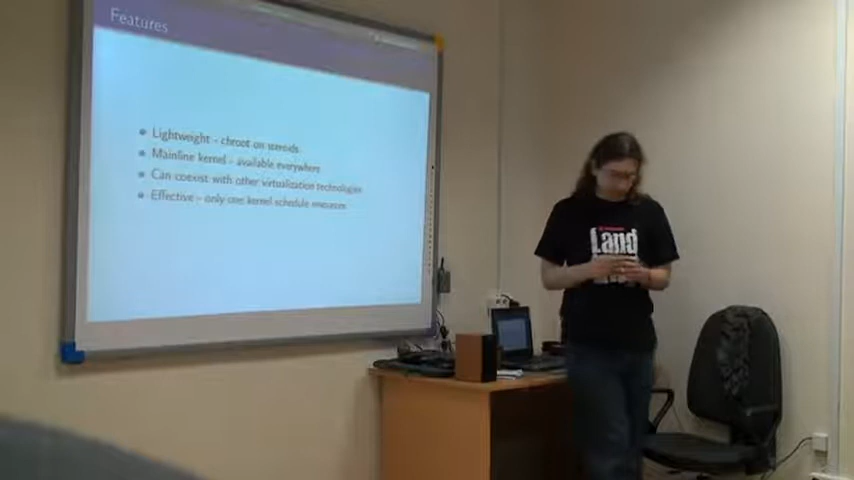 Features
Lightweight - chroot on steroids
Mainline kernel - available everywhere
Can coexist with other virtualization technologies
Effective - only one kernel schedule resources
Land